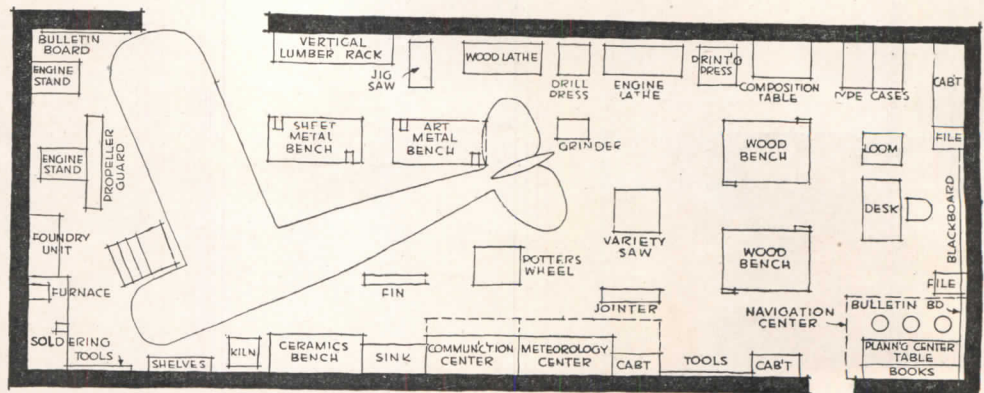 BULLETIN
BOARD
ENGINE
STAND
ENGINE
STAND
PROPELLER
GUARD
FOUNDRY
UNIT
FURNACE
SOLDERING
TOOLS
SHELVES
KILN
CERAMICS
BENCH
SINK
COMMUN'CTION
CENTER
METEOROLOGY
CENTER
CABT
TOOLS
CAB'T
VERTICAL
LUMBER RACK
JIG
SAW
WOOD LATHE
DRILL
PRESS
ENGINE
LATHE
PRINT'G
PRESS
COMPOSITION
TABLE
TYPE CASES
CAB'T
FILE
SHEET
METAL
BENCH
ART
METAL
BENCH
GRINDER
WOOD
BENCH
LOOM
DESK
BLACKBOARD
VARIETY
SAW
POTTERS
WHEEL
FIN
JOINTER
WOOD
BENCH
FILE
NAVIGATION
CENTER
BULLETIN BD
PLANN'G CENTER
TABLE
BOOKS